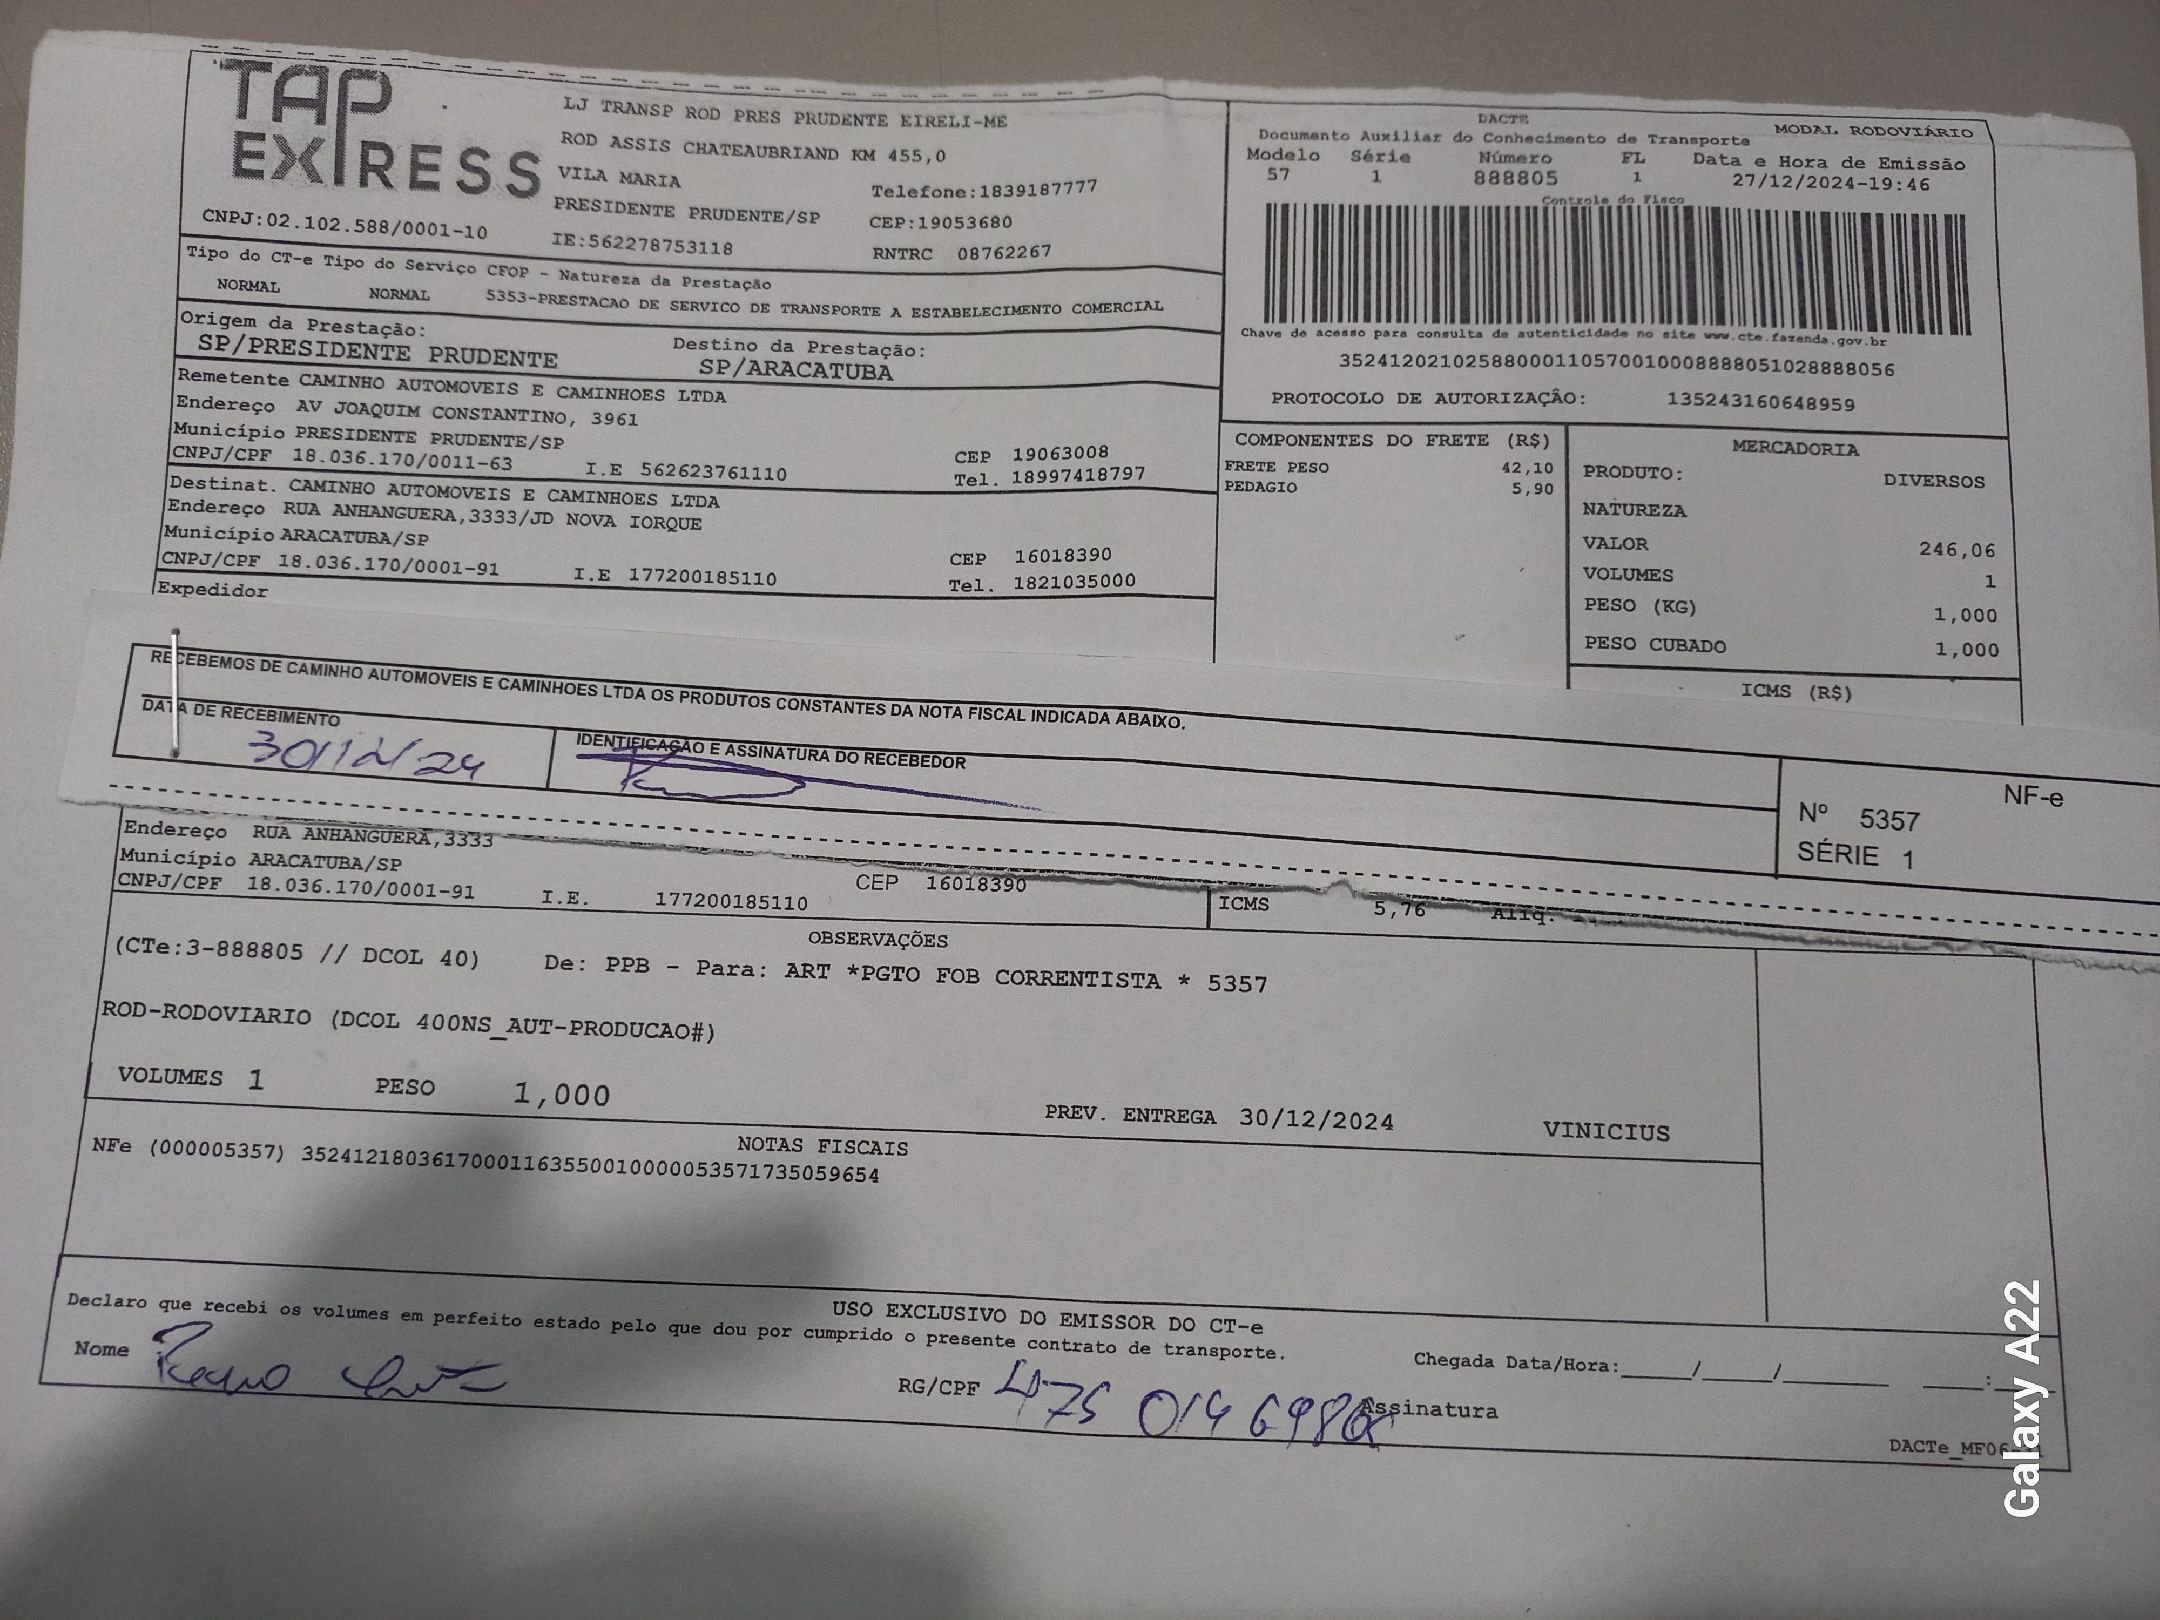 TAP
EXPRESS
LJ TRANSP ROD PRES PRUDENTE EIRELI-ME
ROD ASSIS CHATEAUBRIAND KM 455,0
VILA MARIA
Telefone:1839187777
PRESIDENTE PRUDENTE/SP
CEP:19053680
CNPJ:02.102.588/0001-10
IE:562278753118
RNTRC 08762267
Tipo do CT-e Tipo do Serviço CFOP - Natureza da Prestação
NORMAL NORMAL 5353-PRESTACAO DE SERVICO DE TRANSPORTE A ESTABELECIMENTO COMERCIAL
Origem da Prestação:
SP/PRESIDENTE PRUDENTE
Destino da Prestação:
SP/ARACATUBA
Remetente CAMINHO AUTOMOVEIS E CAMINHOES LTDA
Endereço AV JOAQUIM CONSTANTINO, 3961
Município PRESIDENTE PRUDENTE/SP
CEP 19063008
CNPJ/CPF 18.036.170/0011-63 I.E 562623761110 Tel. 18997418797
Destinat. CAMINHO AUTOMOVEIS E CAMINHOES LTDA
Endereço RUA ANHANGUERA,3333/JD NOVA IORQUE
Município ARACATUBA/SP
CEP 16018390
CNPJ/CPF 18.036.170/0001-91 I.E 177200185110 Tel. 1821035000
Expedidor
DACTE
Documento Auxiliar do Conhecimento de Transporte
MODAL RODOVIÁRIO
Modelo Série Número FL Data e Hora de Emissão
57 1 888805 1 27/12/2024-19:46
Controle do Fisco
Chave de acesso para consulta de autenticidade no site www.cte.fazenda.gov.br
35241202102588000110570010008888051028888056
PROTOCOLO DE AUTORIZAÇÂO: 135243160648959
COMPONENTES DO FRETE (R$)
FRETE PESO 42,10
PEDAGIO 5,90
MERCADORIA
PRODUTO: DIVERSOS
NATUREZA
VALOR 246,06
VOLUMES 1
PESO (KG) 1,000
PESO CUBADO 1,000
ICMS (R$)
RECEBEMOS DE CAMINHO AUTOMOVEIS E CAMINHOES LTDA OS PRODUTOS CONSTANTES DA NOTA FISCAL INDICADA ABAIXO.
DATA DE RECEBIMENTO
30/12/24
IDENTIFICAÇÃO E ASSINATURA DO RECEBEDOR
NF-e
Nº 5357
SÉRIE 1
Endereço RUA ANHANGUERA,3333
Município ARACATUBA/SP
CEP 16018390
CNPJ/CPF 18.036.170/0001-91 I.E. 177200185110
ICMS 5,76 Aliq.
OBSERVAÇÕES
(CTe:3-888805 // DCOL 40) De: PPB - Para: ART *PGTO FOB CORRENTISTA * 5357
ROD-RODOVIARIO (DCOL 400NS_AUT-PRODUCAO#)
VOLUMES 1 PESO 1,000
PREV. ENTREGA 30/12/2024 VINICIUS
NOTAS FISCAIS
NFe (000005357) 35241218036170001163550010000053571735059654
USO EXCLUSIVO DO EMISSOR DO CT-e
Declaro que recebi os volumes em perfeito estado pelo que dou por cumprido o presente contrato de transporte.
Nome
RG/CPF 475 014 698
Assinatura
Chegada Data/Hora:_____/_____/________ ____:
DACTe_MF06
Galaxy A22